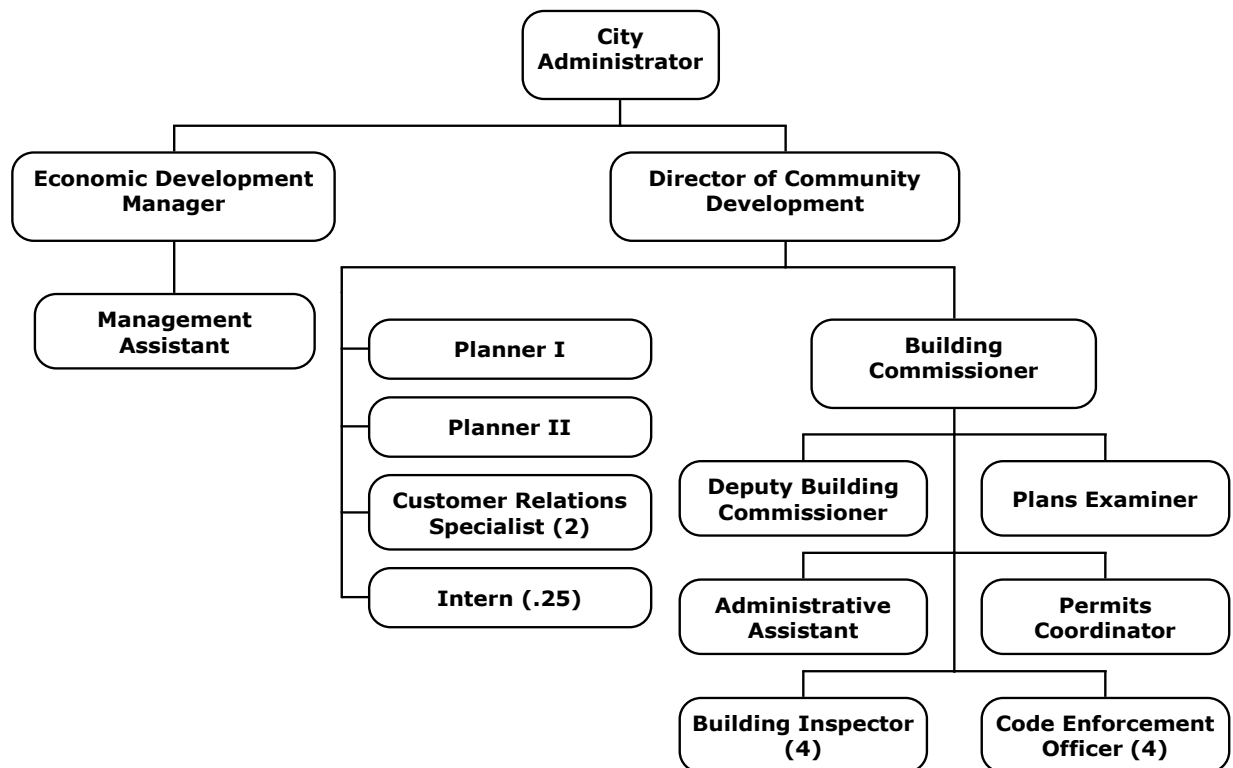 City
Administrator
Economic Development
Manager
Director of Community
Development
Management
Assistant
Planner I
Planner II
Customer Relations
Specialist (2)
Intern (.25)
Building
Commissioner
Deputy Building
Commissioner
Plans Examiner
Administrative
Assistant
Permits
Coordinator
Building Inspector
(4)
Code Enforcement
Officer (4)